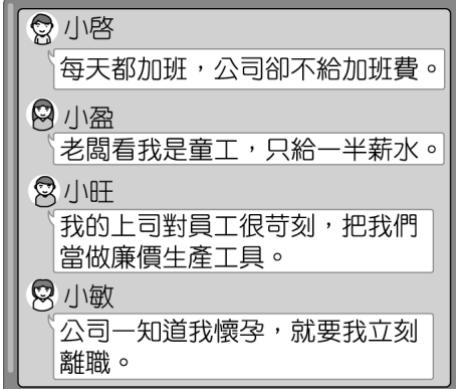 小啓
每天都加班，公司卻不給加班費。
小盈
老闆看我是童工，只給一半薪水。
小旺
我的上司對員工很苛刻，把我們
當做廉價生產工具。
小敏
公司一知道我懷孕，就要我立刻
離職。